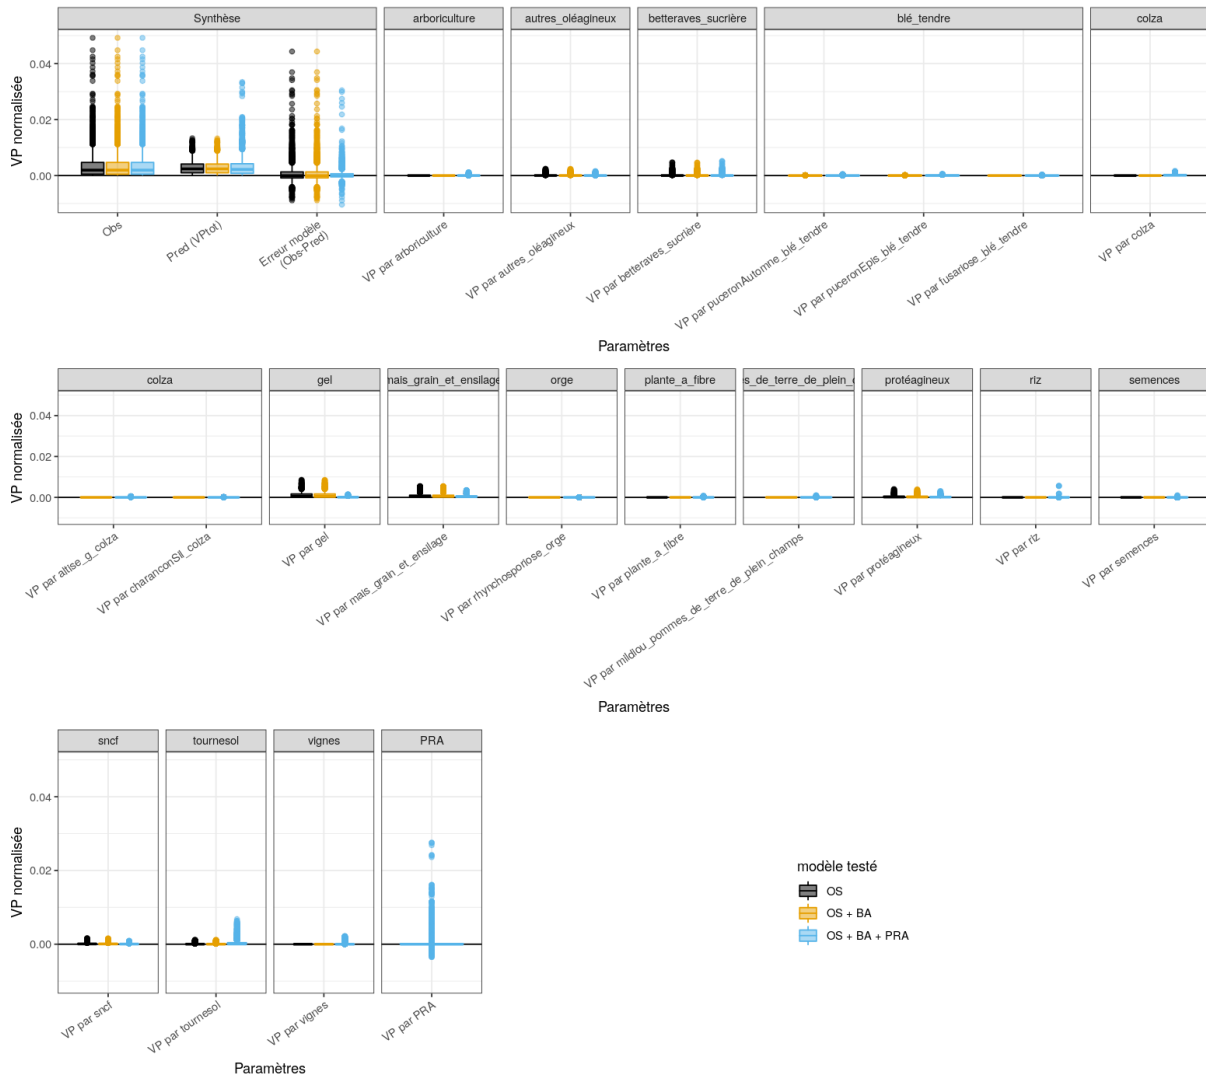 Synthèse
arboriculture
autres_oléagineux
betteraves_sucrière
blé_tendre
colza
VP normalisée
0.04
0.02
0.00
Obs
Pred (VPtot)
Erreur modèle
(Obs-Pred)
VP par arboriculture
VP par autres_oléagineux
VP par betteraves_sucrière
VP par puceronAutomne_blé_tendre
VP par puceronEpis_blé_tendre
VP par fusariose_blé_tendre
VP par colza
Paramètres
colza
gel
mais_grain_et_ensilage
orge
plante_a_fibre
s_de_terre_de_plein_c
protéagineux
riz
semences
VP normalisée
0.04
0.02
0.00
VP par altise_g_colza
VP par charanconSil_colza
VP par gel
VP par mais_grain_et_ensilage
VP par rhynchosporiose_orge
VP par plante_a_fibre
VP par mildiou_pommes_de_terre_de_plein_champs
VP par protéagineux
VP par riz
VP par semences
Paramètres
sncf
tournesol
vignes
PRA
VP normalisée
0.04
0.02
0.00
VP par sncf
VP par tournesol
VP par vignes
VP par PRA
Paramètres
modèle testé
OS
OS + BA
OS + BA + PRA